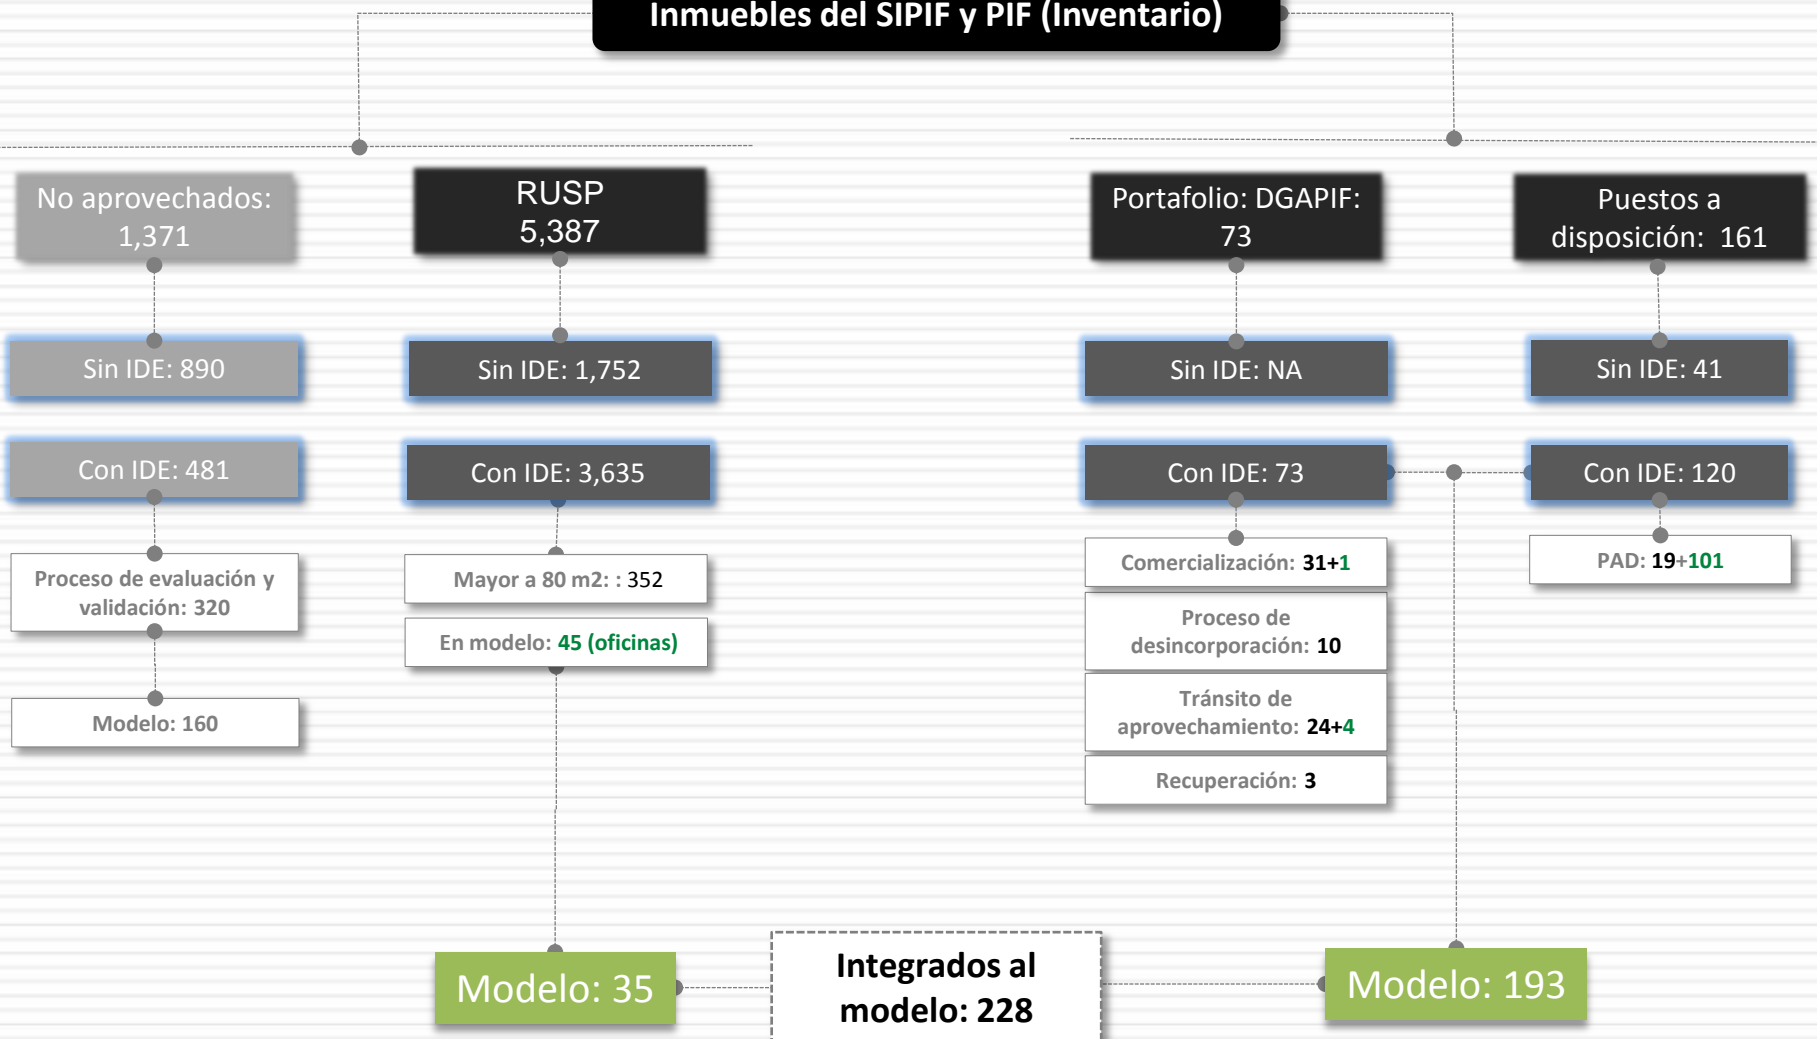 Inmuebles del SIPIF y PIF (Inventario)
No aprovechados:
1,371
RUSP
5,387
Portafolio: DGAPIF:
73
Puestos a
disposición: 161
Sin IDE: 890
Sin IDE: 1,752
Sin IDE: NA
Sin IDE: 41
Con IDE: 481
Con IDE: 3,635
Con IDE: 73
Con IDE: 120
Proceso de evaluación y
validación: 320
Modelo: 160
Mayor a 80 m2: : 352
En modelo: 45 (oficinas)
Comercialización: 31+1
Proceso de
desincorporación: 10
Tránsito de
aprovechamiento: 24+4
Recuperación: 3
PAD: 19+101
Modelo: 35
Integrados al
modelo: 228
Modelo: 193